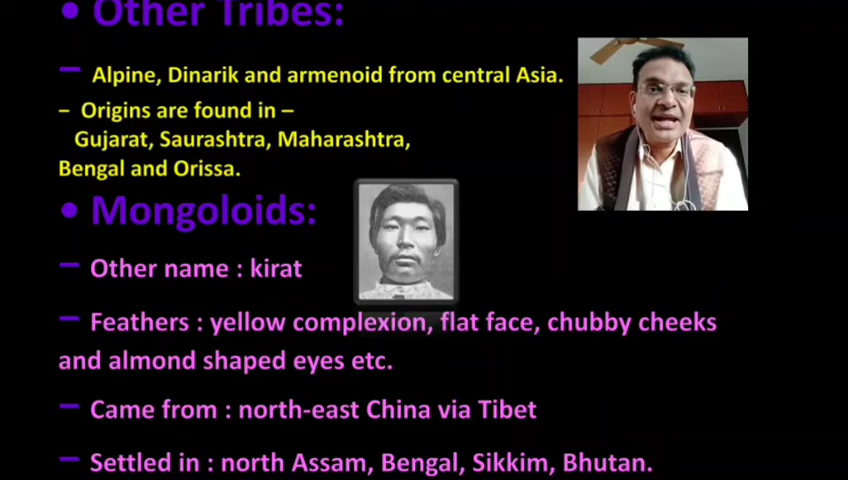 • Other Tribes:
– Alpine, Dinarik and armenoid from central Asia.
– Origins are found in –
Gujarat, Saurashtra, Maharashtra,
Bengal and Orissa.
• Mongoloids:
– Other name : kirat
– Feathers : yellow complexion, flat face, chubby cheeks
and almond shaped eyes etc.
– Came from : north-east China via Tibet
– Settled in : north Assam, Bengal, Sikkim, Bhutan.